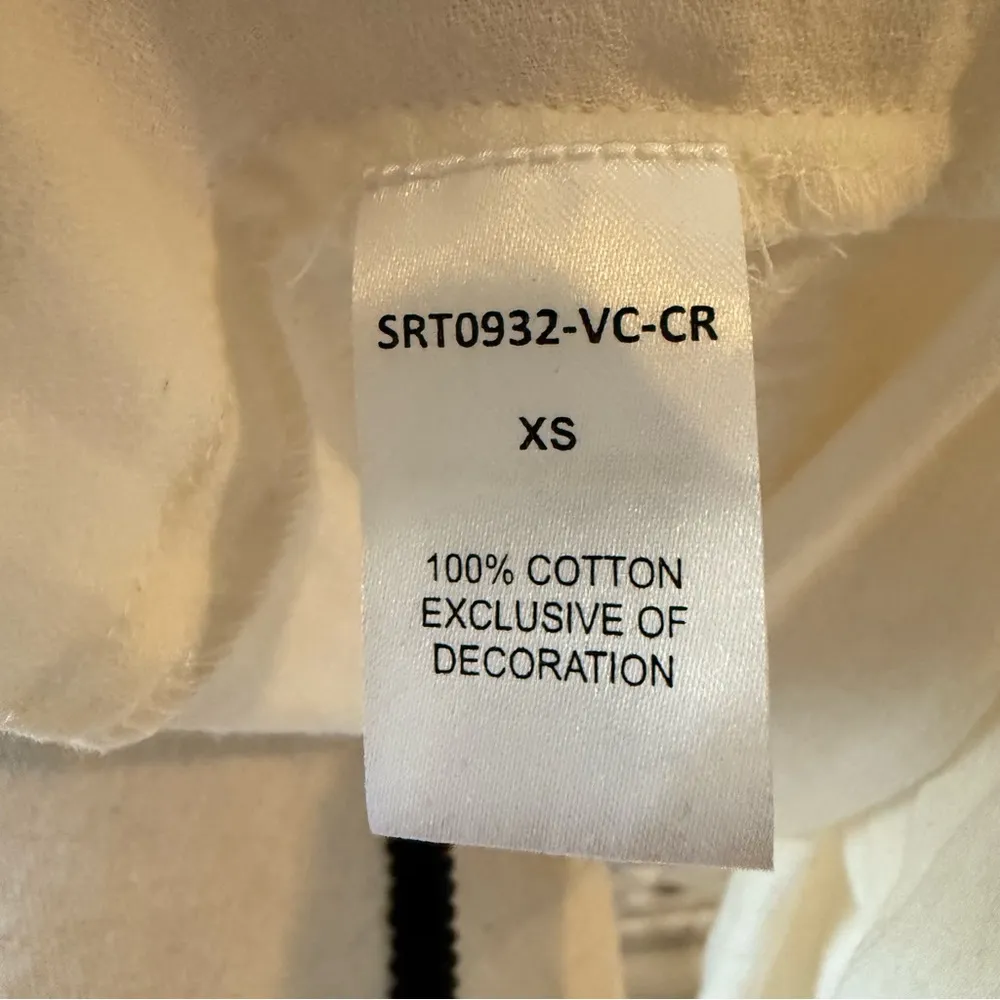 SRT0932-VC-CR
XS
100% COTTON
EXCLUSIVE OF
DECORATION